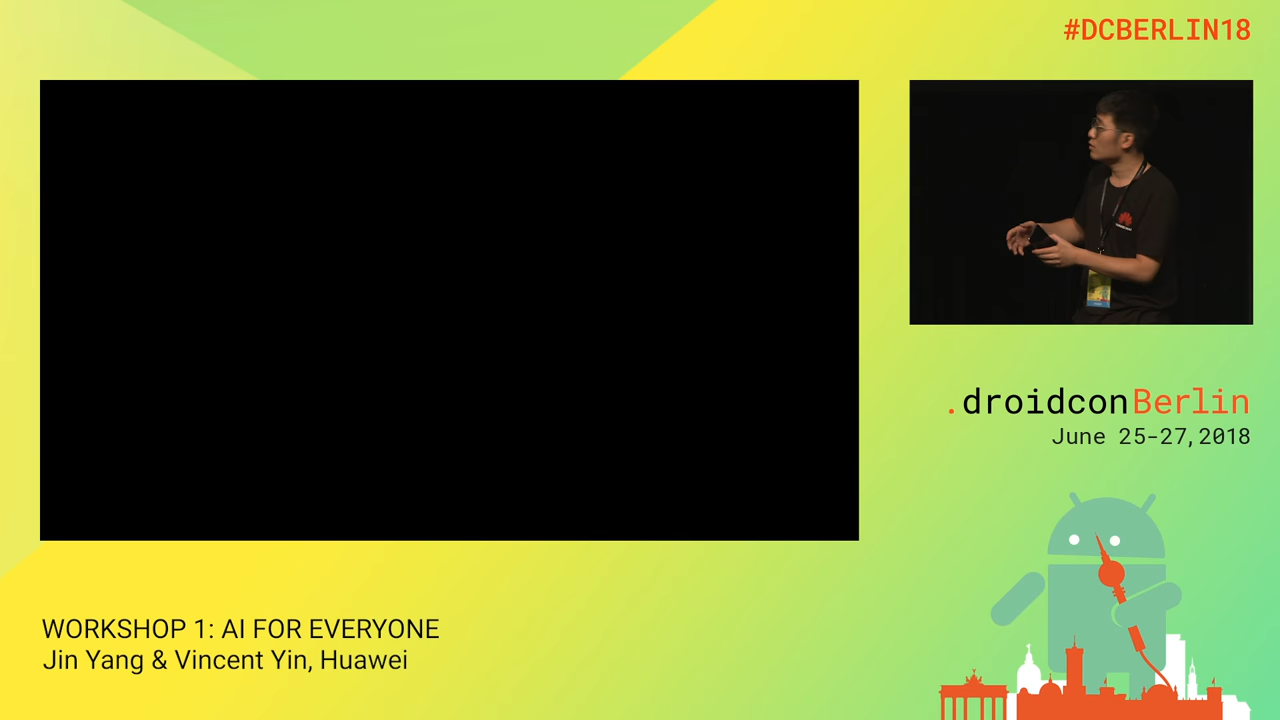 #DCBERLIN18
.droidconBerlin
June 25-27, 2018
WORKSHOP 1: AI FOR EVERYONE
Jin Yang & Vincent Yin, Huawei